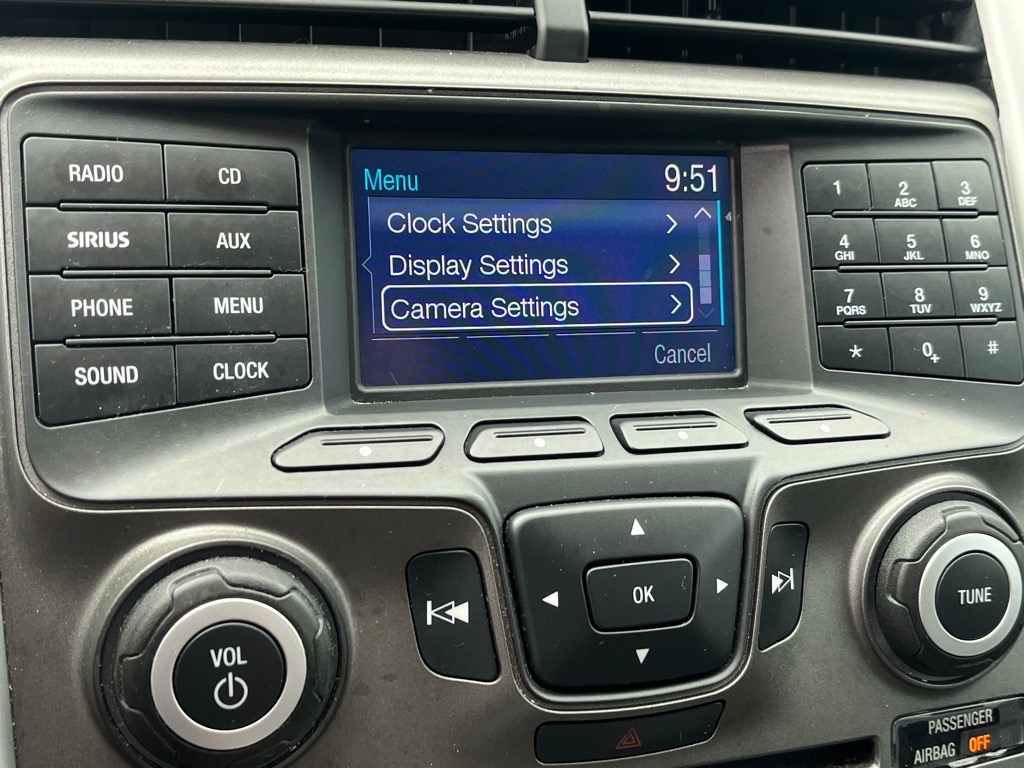 RADIO
CD
SIRIUS
AUX
PHONE
MENU
SOUND
CLOCK
Menu 9:51
Clock Settings >
Display Settings >
Camera Settings >
Cancel
1
2
ABC
3
DEF
4
GHI
5
JKL
6
MNO
7
PQRS
8
TUV
9
WXYZ
*
0+
#
VOL
OK
TUNE
PASSENGER
AIRBAG OFF